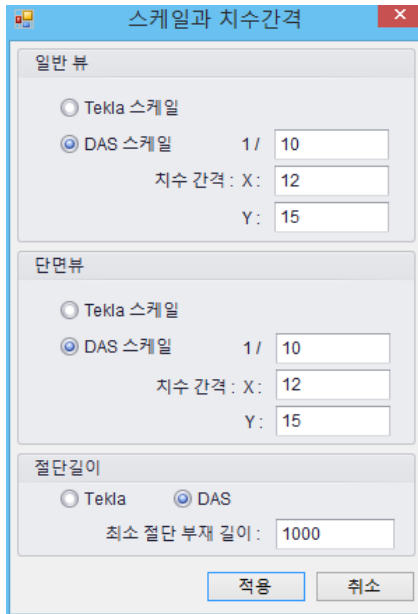 스케일과 치수간격
일반 뷰
Tekla 스케일
DAS 스케일 1 / 10
치수 간격 : X : 12
Y : 15
단면뷰
Tekla 스케일
DAS 스케일 1 / 10
치수 간격 : X : 12
Y : 15
절단길이
Tekla DAS
최소 절단 부재 길이 : 1000
적용 취소